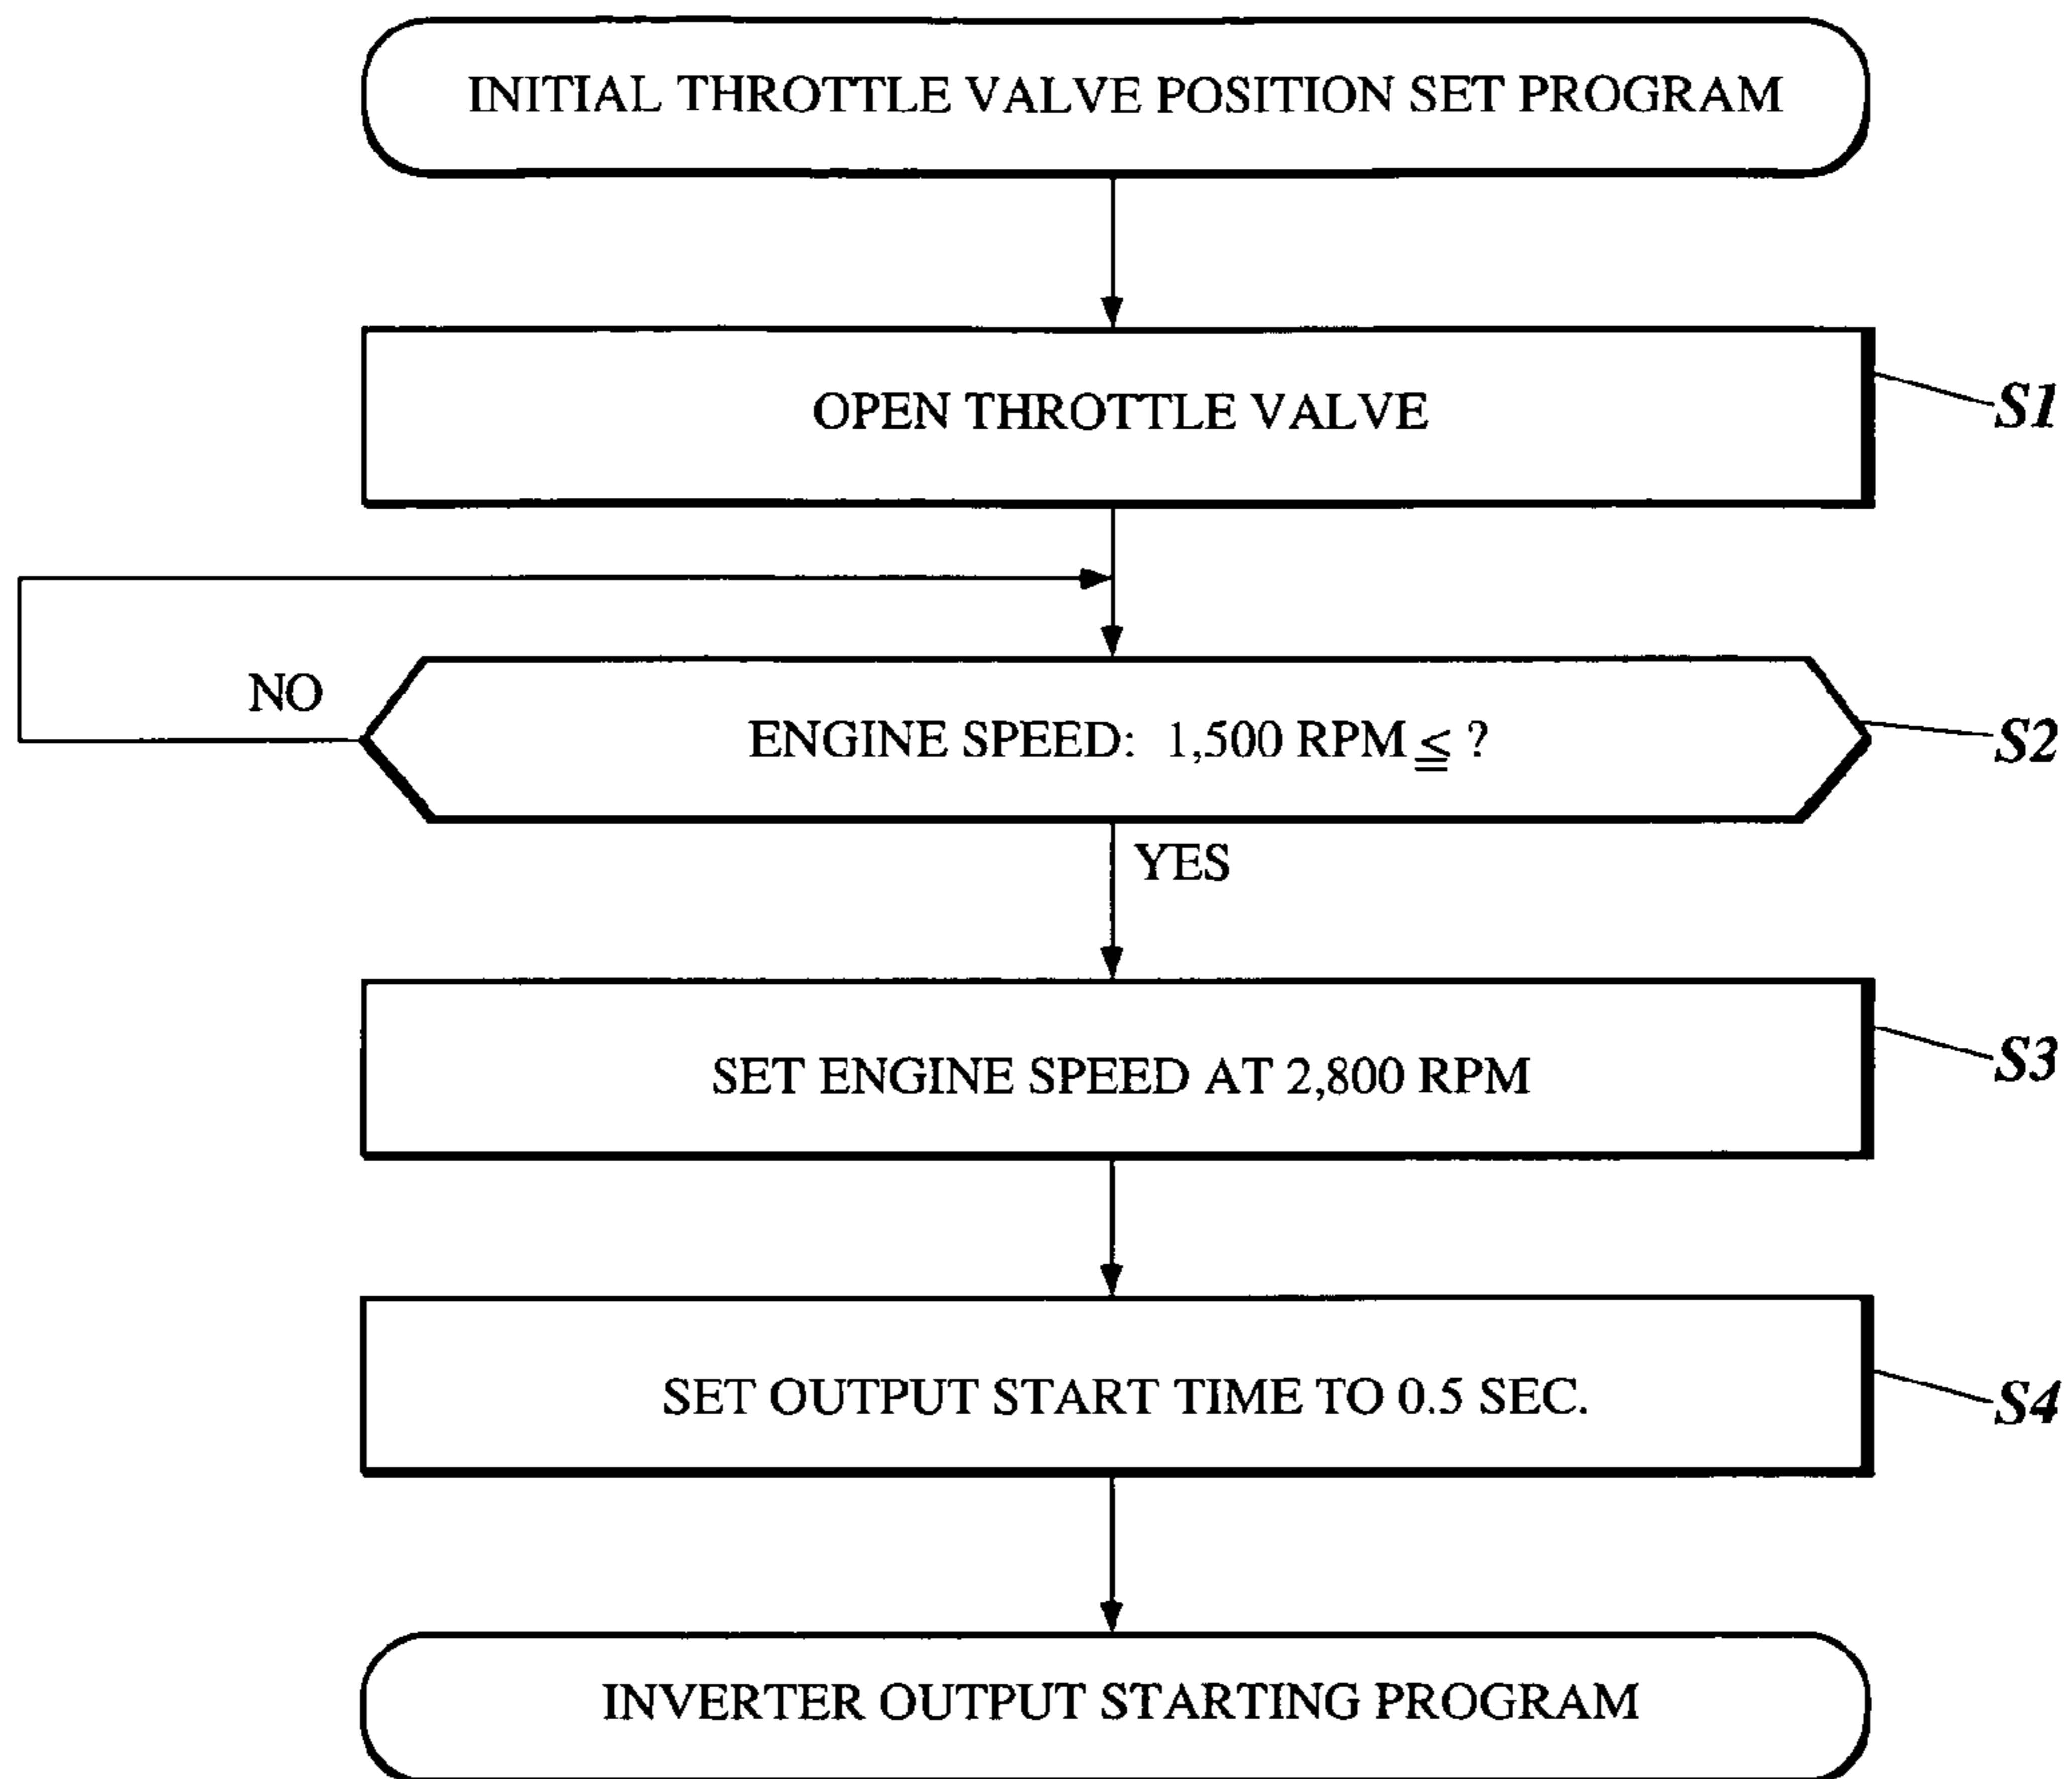 INITIAL THROTTLE VALVE POSITION SET PROGRAM
OPEN THROTTLE VALVE
S1
NO
ENGINE SPEED: 1,500 RPM ≦ ?
S2
YES
SET ENGINE SPEED AT 2,800 RPM
S3
SET OUTPUT START TIME TO 0.5 SEC.
S4
INVERTER OUTPUT STARTING PROGRAM